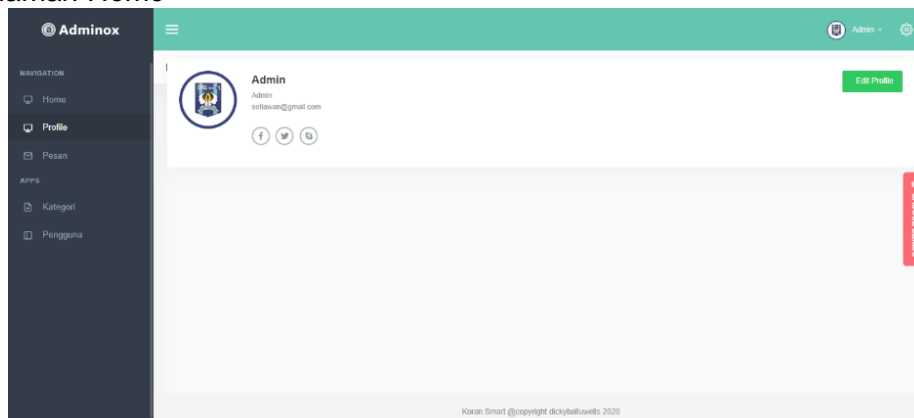 Adminox
Admin
NAVIGATION
Home
Profile
Pesan
APPS
Kategori
Pengguna
Admin
Admin
setiawan@gmail.com
Edit Profile
Koran Smart @copyright dickyballuwells 2020